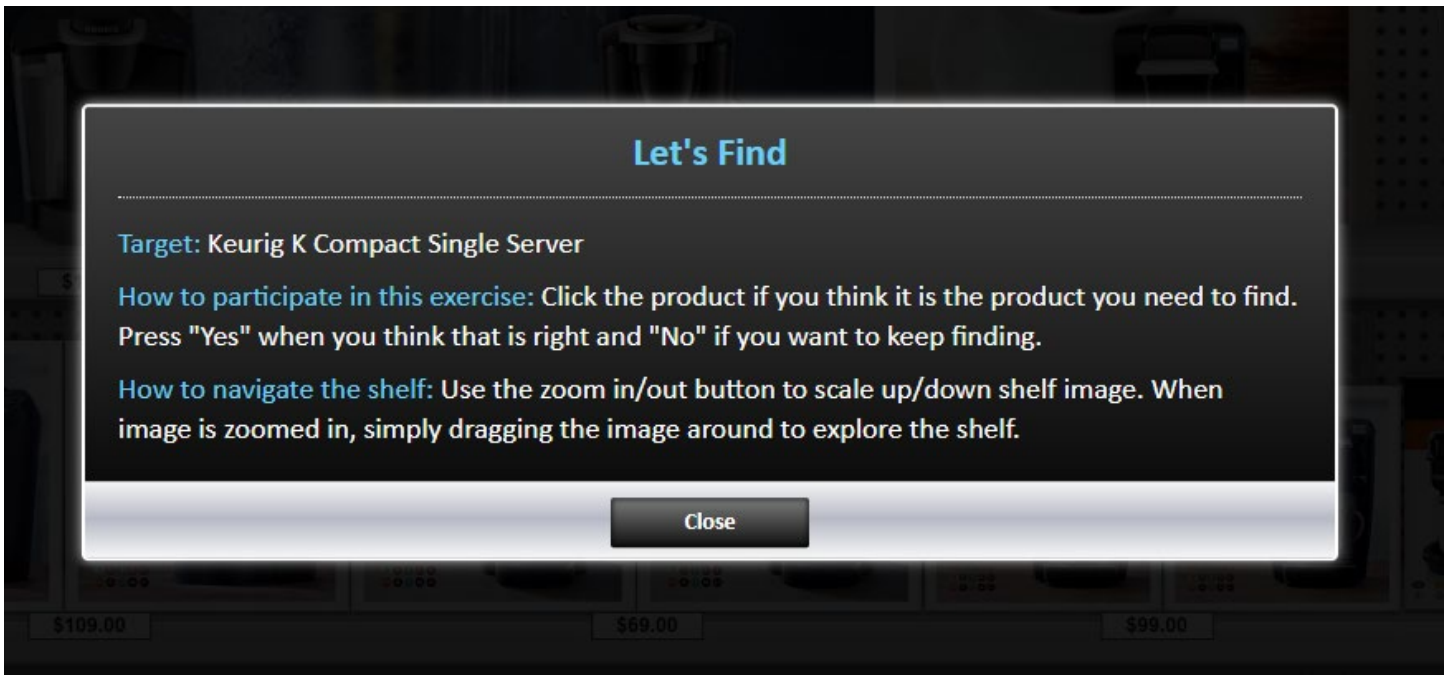 Let's Find
Target: Keurig K Compact Single Server
How to participate in this exercise: Click the product if you think it is the product you need to find.
Press "Yes" when you think that is right and "No" if you want to keep finding.
How to navigate the shelf: Use the zoom in/out button to scale up/down shelf image. When
image is zoomed in, simply dragging the image around to explore the shelf.
Close
$109.00
$69.00
$99.00